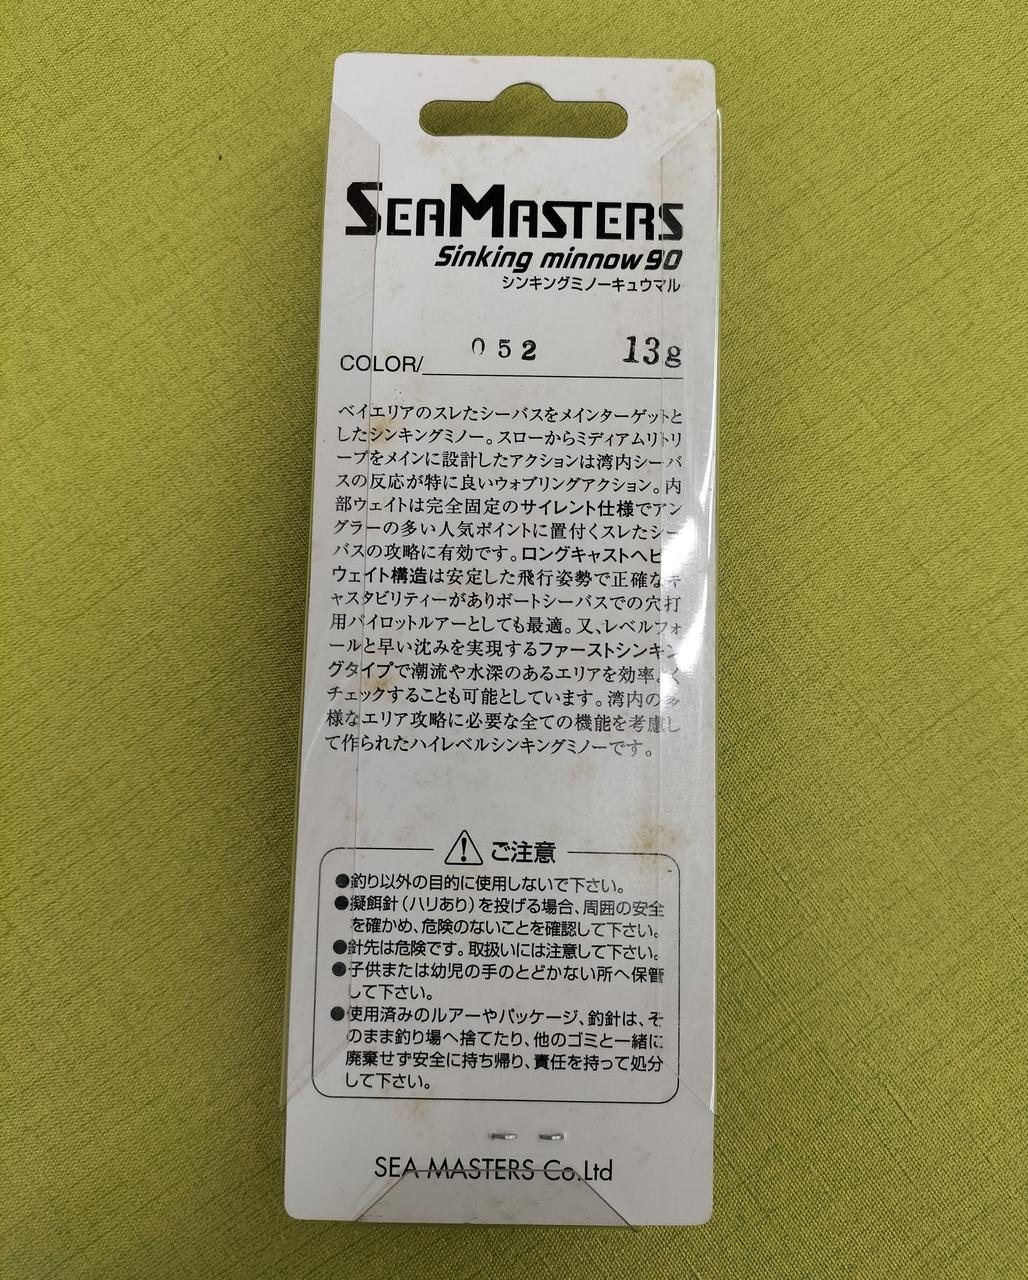 SEAMASTERS
Sinking minnow 90
シンキングミノーキュウマル
COLOR/ 052 13g
ベイエリアのスレたシーバスをメインターゲットと
したシンキングミノー。スローからミディアムリトリ
ーブをメインに設計したアクションは湾内シーバ
スの反応が特に良いウォブリングアクション。内
部ウェイトは完全固定のサイレント仕様でアン
グラーの多い人気ポイントに置付くスレたシー
バスの攻略に有効です。ロングキャストヘビー
ウェイト構造は安定した飛行姿勢で正確なキ
ャスタビリティーがありボートシーバスでの穴打
用パイロットルアーとしても最適。又、レベルフォ
ールと早い沈みを実現するファーストシンキン
グタイプで潮流や水深のあるエリアを効率よく
チェックすることも可能としています。湾内の多
様なエリア攻略に必要な全ての機能を考慮し
て作られたハイレベルシンキングミノーです。
ご注意
●釣り以外の目的に使用しないで下さい。
●擬餌針（ハリあり）を投げる場合、周囲の安全
を確かめ、危険のないことを確認して下さい。
●針先は危険です。取扱いには注意して下さい。
●子供または幼児の手のとどかない所へ保管
して下さい。
●使用済みのルアーやパッケージ、釣針は、そ
のまま釣り場へ捨てたり、他のゴミと一緒に
廃棄せず安全に持ち帰り、責任を持って処分
して下さい。
SEA MASTERS Co.Ltd